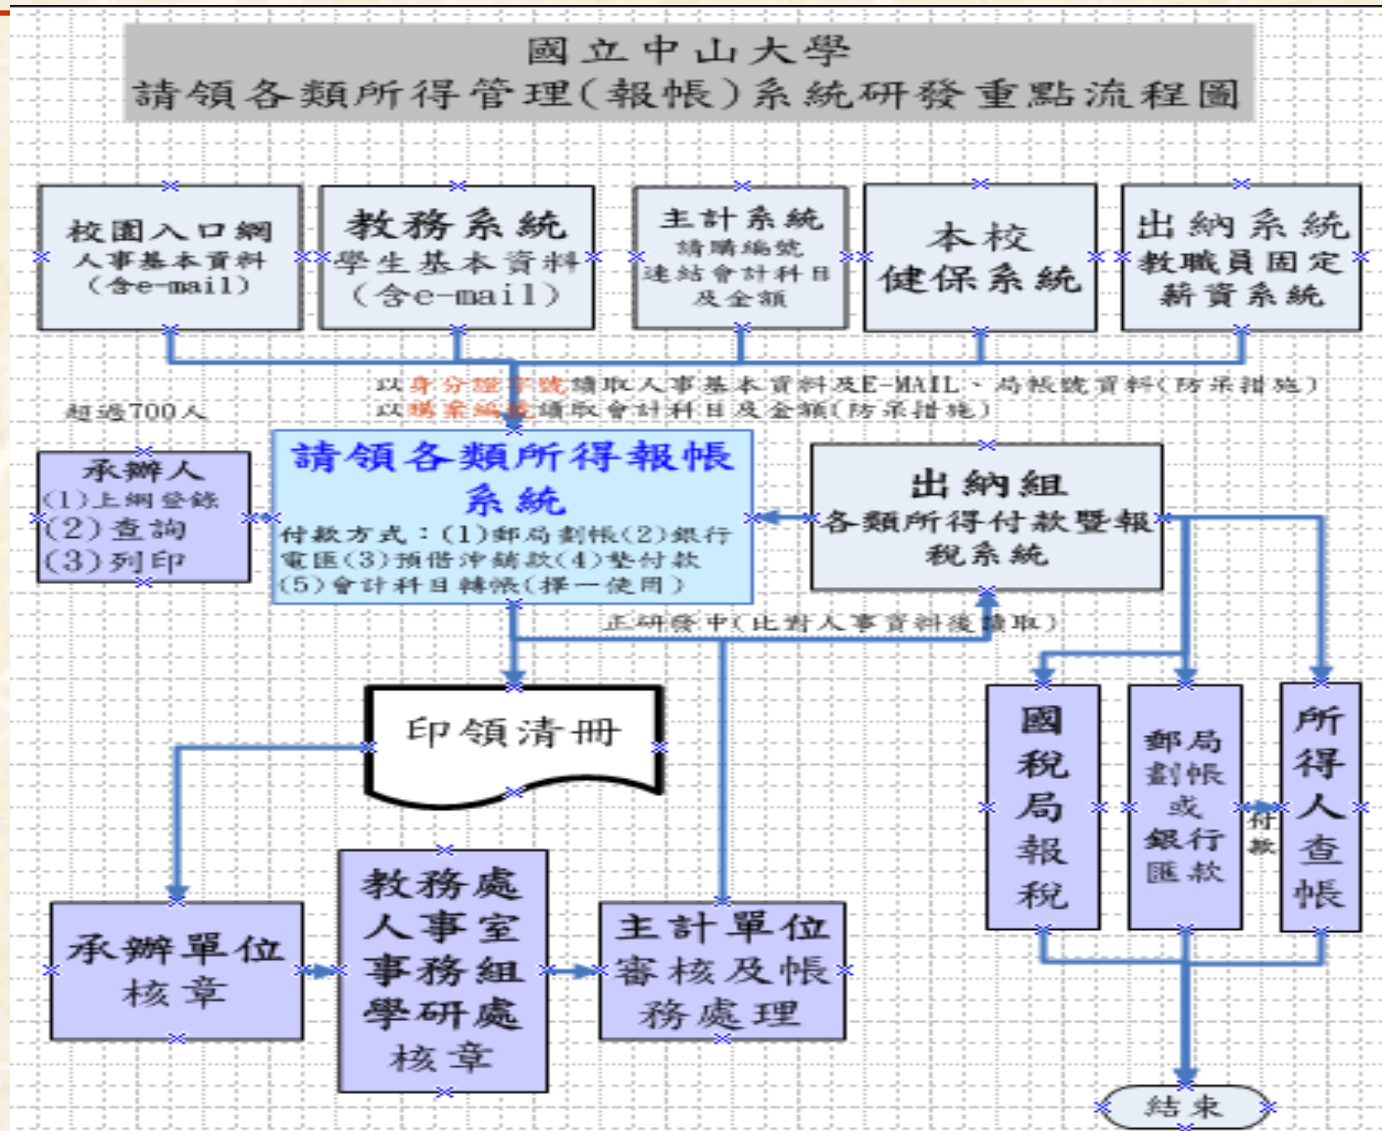 國立中山大學
請領各類所得管理(報帳)系統研發重點流程圖
校園入口網
人事基本資料
(含e-mail)
教務系統
學生基本資料
(含e-mail)
主計系統
請購編號
連結會計科目
及金額
本校
健保系統
出納系統
教職員固定
薪資系統
以身分證字號讀取人事基本資料及E-MAIL、局帳號資料(防呆措施)
以購案編號讀取會計科目及金額(防呆措施)
超過700人
承辦人
(1)上網登錄
(2)查詢
(3)列印
請領各類所得報帳
系統
付款方式：(1)郵局劃帳(2)銀行
電匯(3)預借沖銷款(4)墊付款
(5)會計科目轉帳(擇一使用)
出納組
各類所得付款暨報
稅系統
正研發中(比對人事資料後讀取)
印領清冊
承辦單位
核章
教務處
人事室
事務組
學研處
核章
主計單位
審核及帳
務處理
國
稅
局
報
稅
郵局
劃帳
或
銀行
匯款
付
款
所
得
人
查
帳
結束